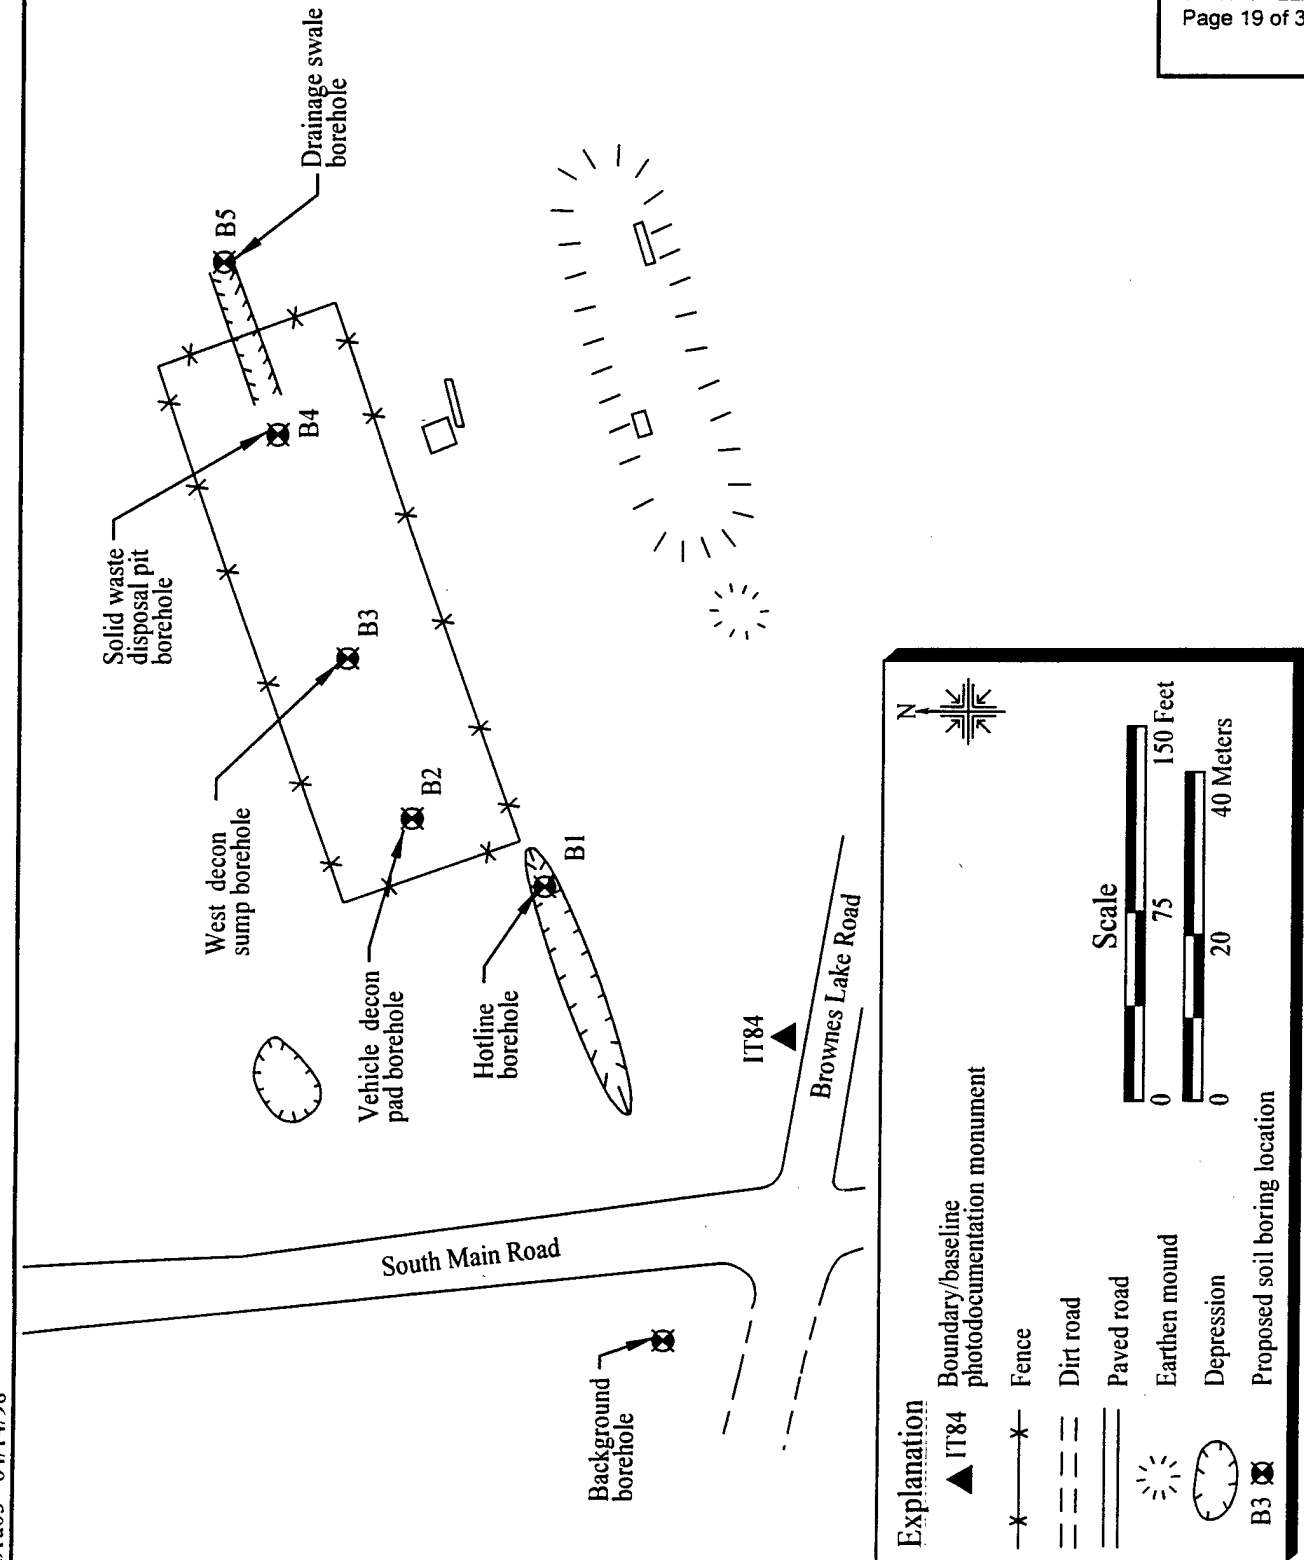 Page 19 of 3
Drainage swale
borehole
B5
Solid waste
disposal pit
borehole
B4
West decon
sump borehole
B3
Vehicle decon
pad borehole
B2
Hotline
borehole
B1
IT84
Brownes Lake Road
South Main Road
Background
borehole
Explanation
IT84 Boundary/baseline
photodocumentation monument
Fence
Dirt road
Paved road
Earthen mound
Depression
B3 Proposed soil boring location
N
Scale
0 75 150 Feet
0 20 40 Meters